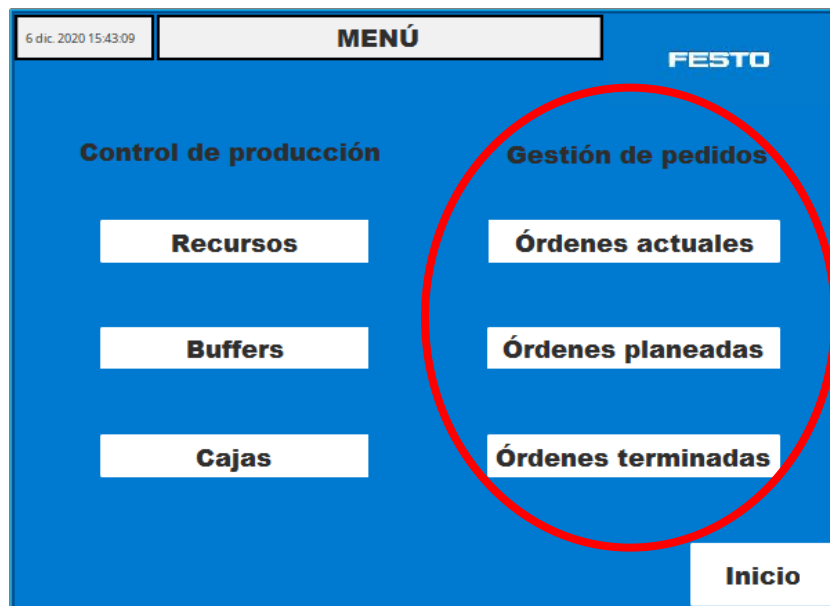 6 dic. 2020 15:43:09
MENÚ
FESTO
Control de producción
Gestión de pedidos
Recursos
Órdenes actuales
Buffers
Órdenes planeadas
Cajas
Órdenes terminadas
Inicio